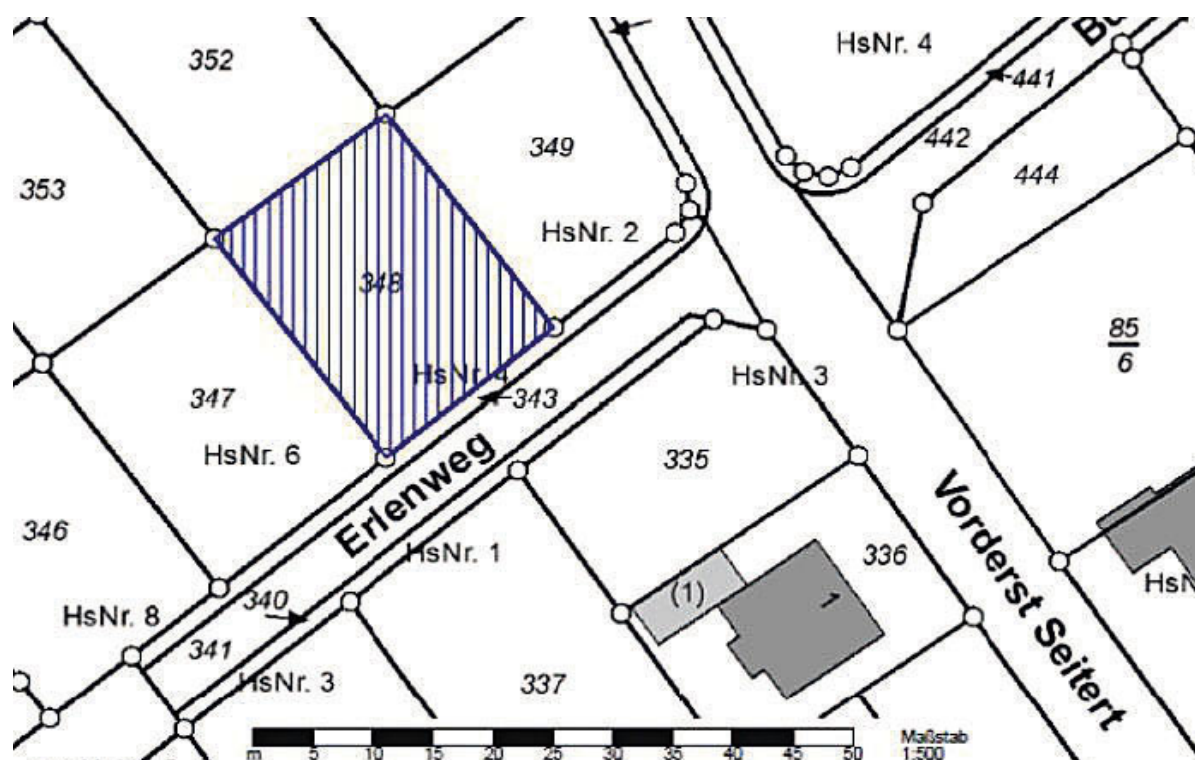 HsNr. 4
352
441
442
349
444
353
HsNr. 2
348
85
6
HsNr. 4
HsNr. 3
343
347
335
HsNr. 6
Erlenweg
346
HsNr. 1
336
Vorderst Seitert
(1)
1
340
HsNr. 8
341
HsNr. 3
337
m 5 10 15 20 25 30 35 40 45 50
Maßstab
1:500